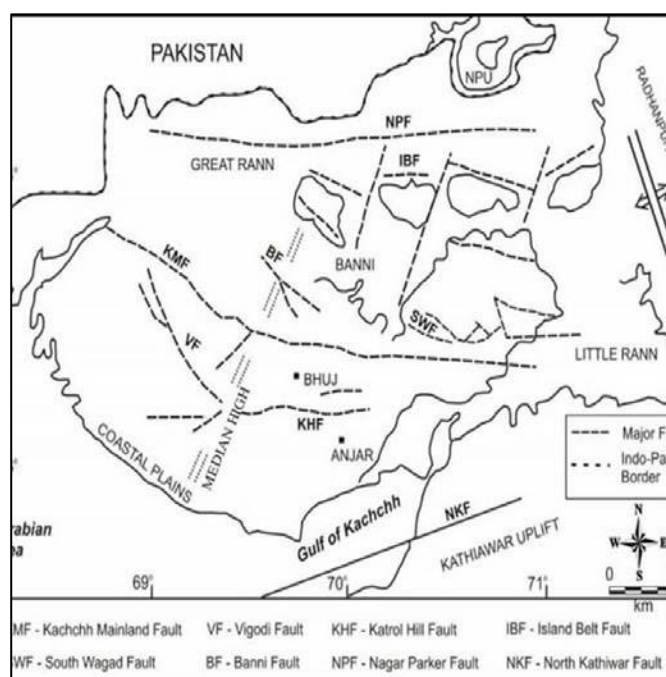 PAKISTAN
NPU
RADHANPU
NPF
GREAT RANN
IBF
KMF
BF
BANNI
SWF
VF
LITTLE RANN
BHUJ
MEDIAN HIGH
KHF
COASTAL PLAINS
ANJAR
Major F
Indo-Pa
Border
Gulf of Kachchh
NKF
KATHIAWAR UPLIFT
rabian
a
N
W E
S
0
km
69° 70° 71°
MF - Kachchh Mainland Fault VF - Vigodi Fault KHF - Katrol Hill Fault IBF - Island Belt Fault
WF - South Wagad Fault BF - Banni Fault NPF - Nagar Parker Fault NKF - North Kathiwar Fault